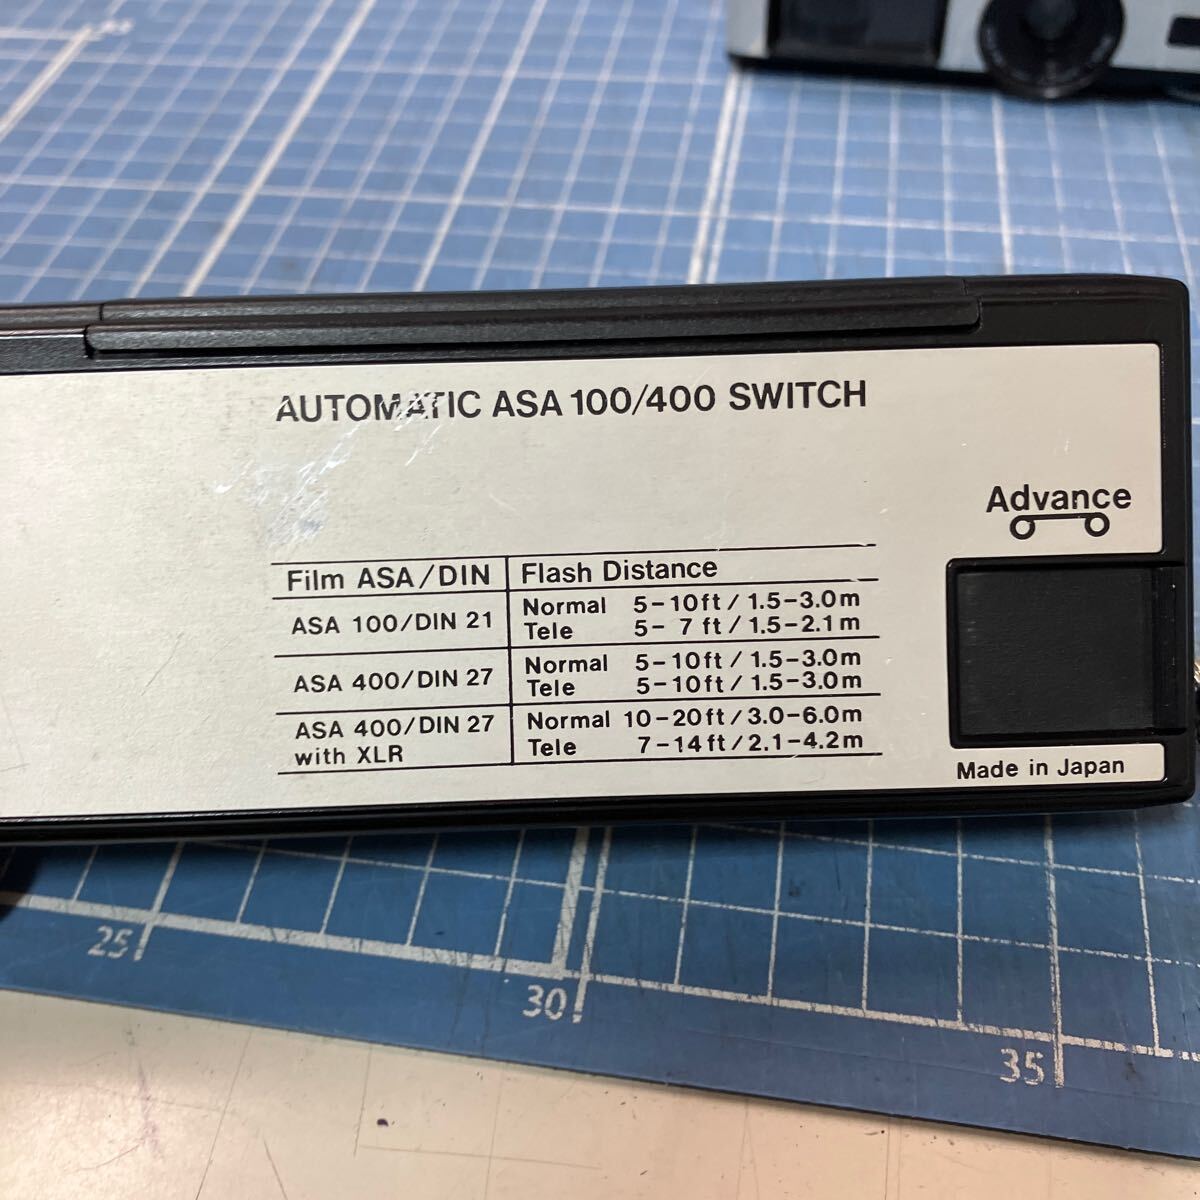 AUTOMATIC ASA 100/400 SWITCH
Advance
Film ASA/DIN Flash Distance
ASA 100/DIN 21 Normal 5-10ft/1.5-3.0m
Tele 5- 7 ft/1.5-2.1m
ASA 400/DIN 27 Normal 5-10ft/1.5-3.0m
Tele 5-10ft/1.5-3.0m
ASA 400/DIN 27 Normal 10-20ft/3.0-6.0m
with XLR Tele 7-14ft/2.1-4.2m
Made in Japan
25
30
35